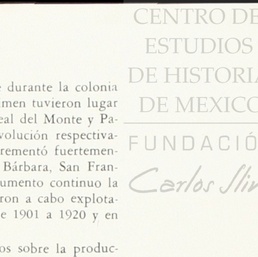 e durante la colonia
imen tuvieron lugar
eal del Monte y Pa-
volución respectiva-
rementó fuertemen-
Bárbara, San Fran-
umento continuo la
ron a cabo explota-
e 1901 a 1920 y en
os sobre la produc-
CENTRO DE
ESTUDIOS
DE HISTORIA
DE MEXICO
FUNDACIÓ
Carlos Slim